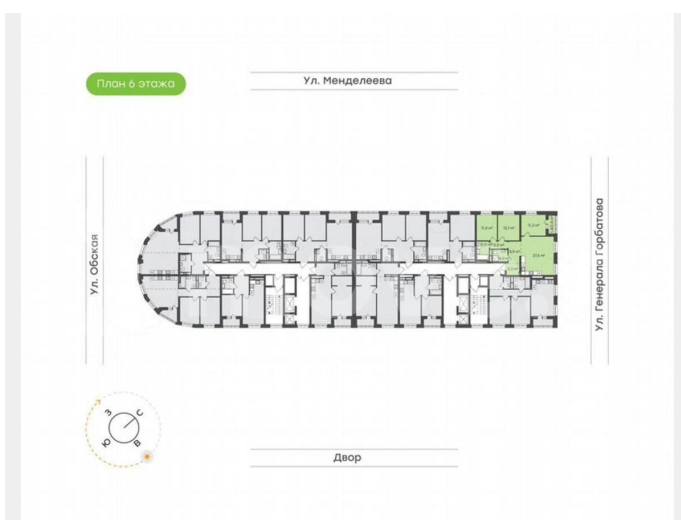 План 6 этажа
Ул. Менделеева
Ул. Обская
Ул. Генерала Горбатова
З
С
Ю
В
Двор